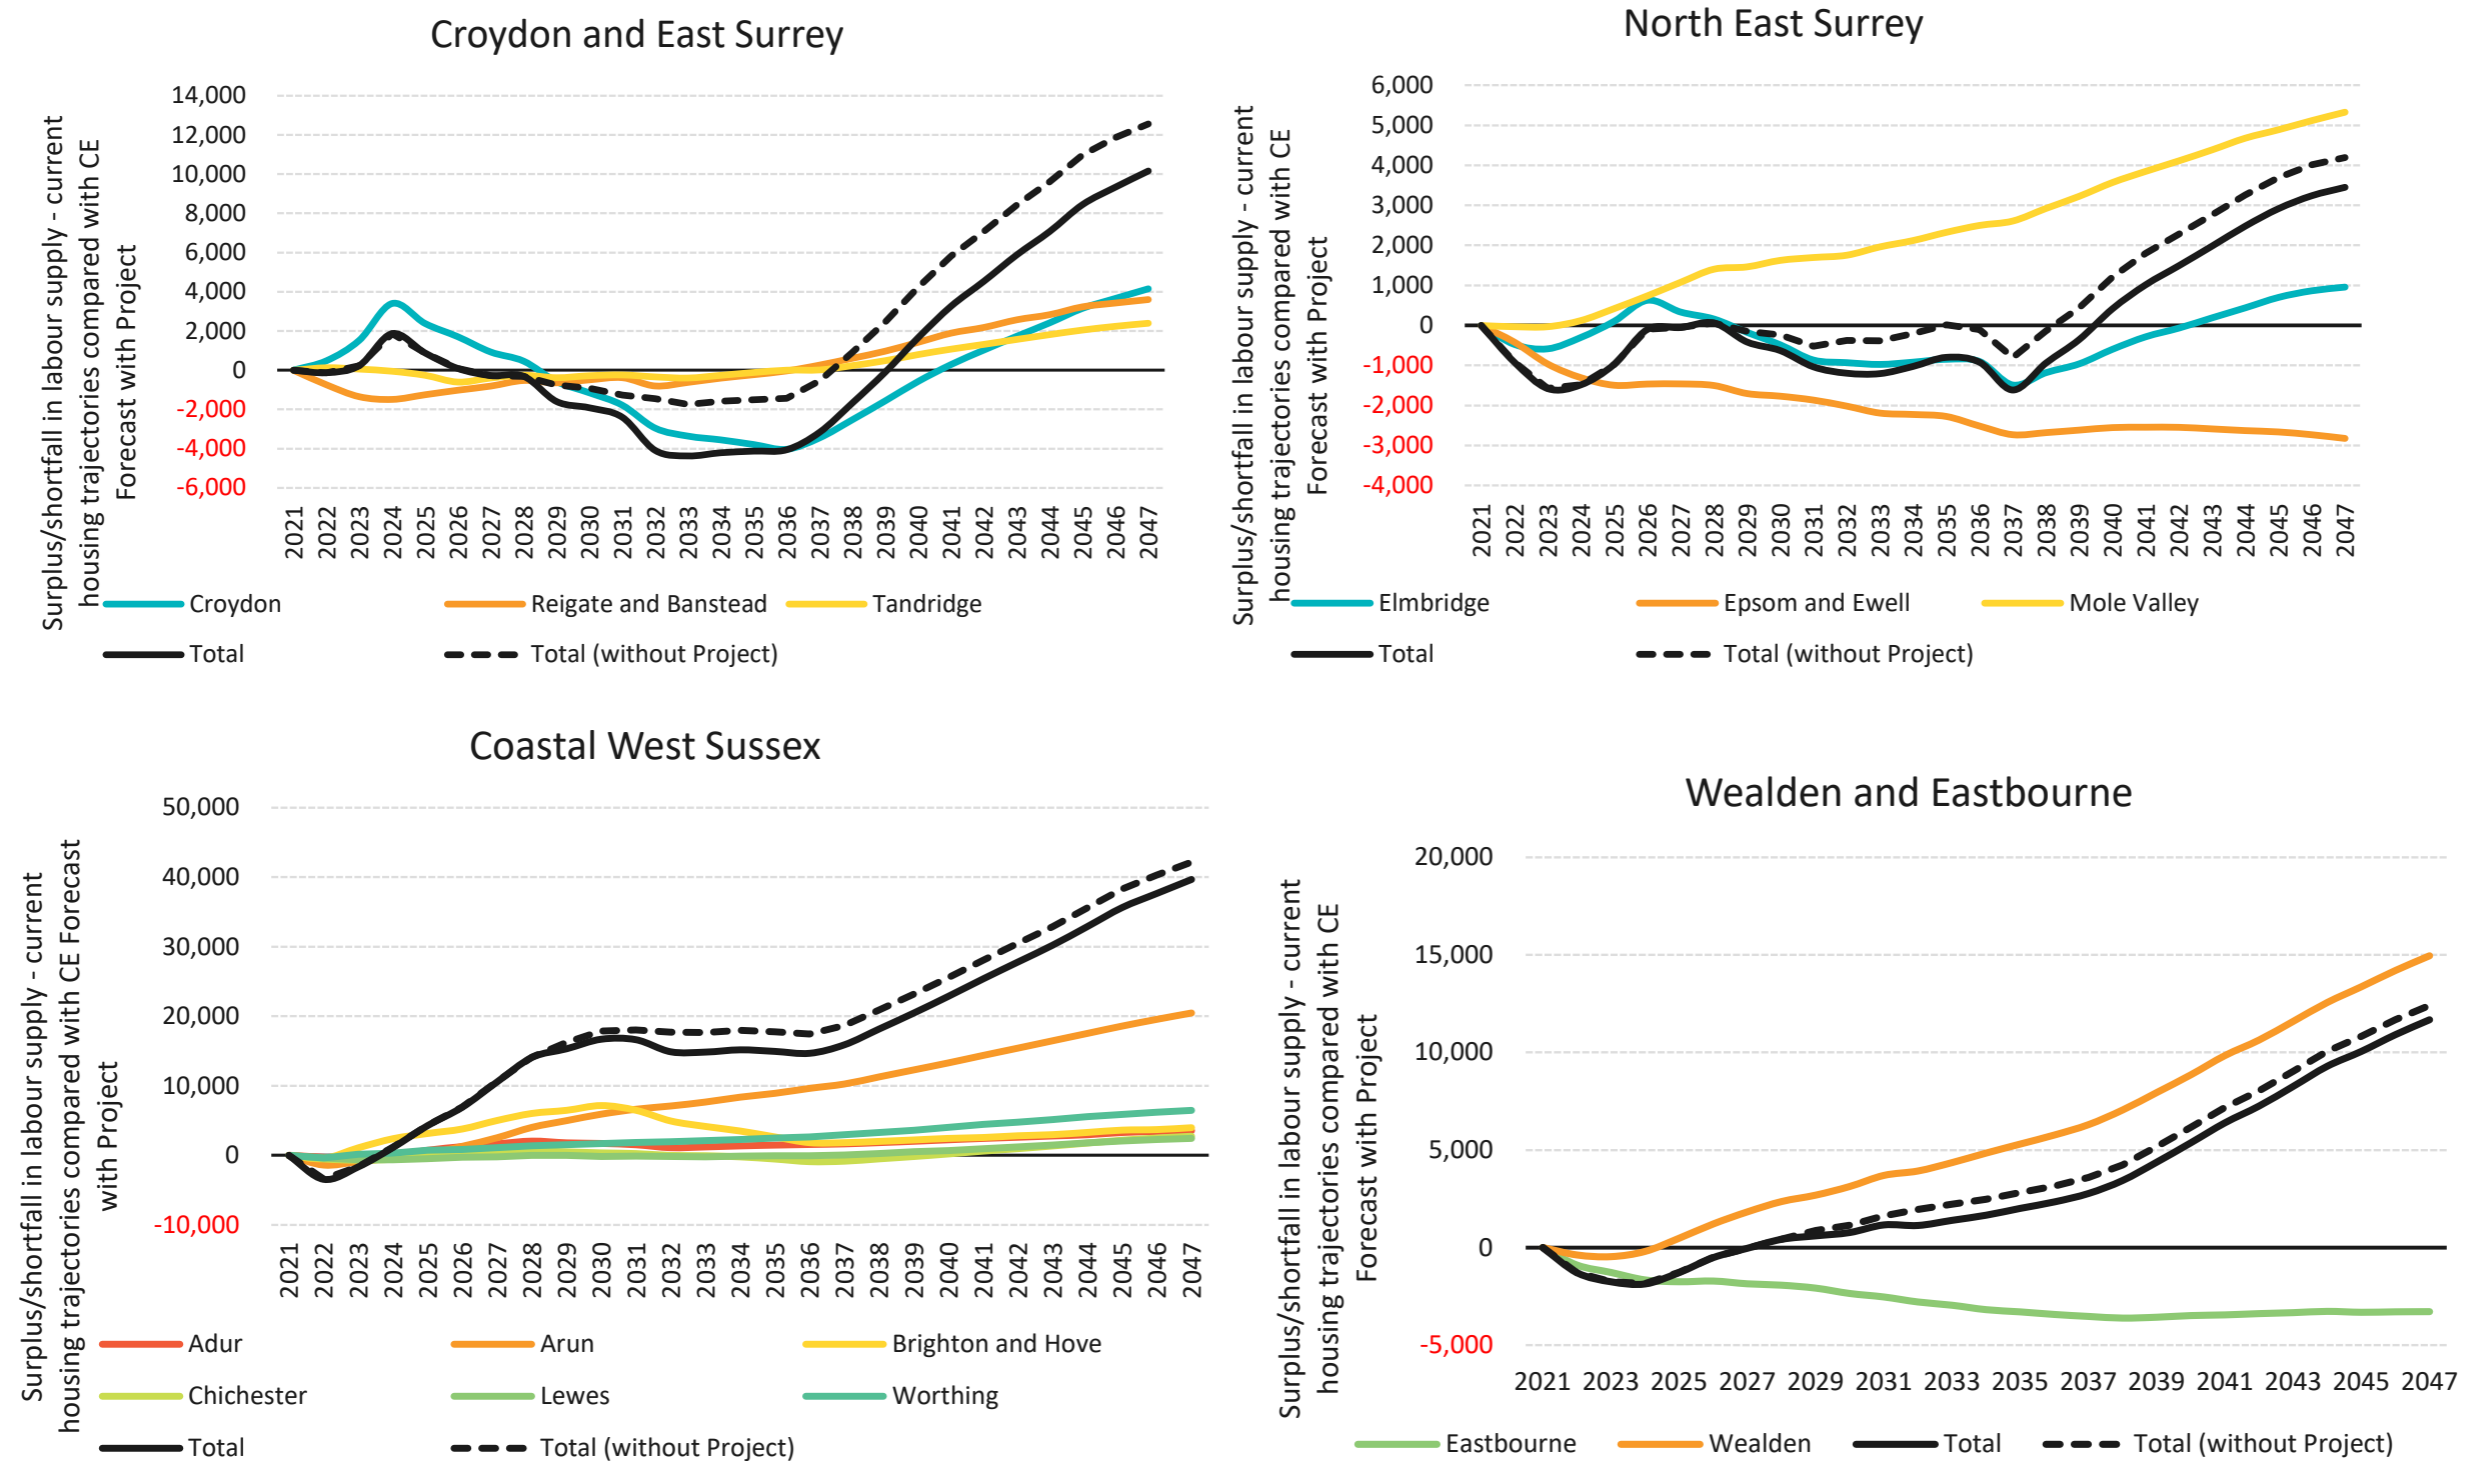 Croydon and East Surrey
Surplus/shortfall in labour supply - current
housing trajectories compared with CE
Forecast with Project
14,000
12,000
10,000
8,000
6,000
4,000
2,000
0
-2,000
-4,000
-6,000
2021 2022 2023 2024 2025 2026 2027 2028 2029 2030 2031 2032 2033 2034 2035 2036 2037 2038 2039 2040 2041 2042 2043 2044 2045 2046 2047
Croydon Reigate and Banstead Tandridge
Total Total (without Project)
North East Surrey
Surplus/shortfall in labour supply - current
housing trajectories compared with CE
Forecast with Project
6,000
5,000
4,000
3,000
2,000
1,000
0
-1,000
-2,000
-3,000
-4,000
2021 2022 2023 2024 2025 2026 2027 2028 2029 2030 2031 2032 2033 2034 2035 2036 2037 2038 2039 2040 2041 2042 2043 2044 2045 2046 2047
Elmbridge Epsom and Ewell Mole Valley
Total Total (without Project)
Coastal West Sussex
Surplus/shortfall in labour supply - current
housing trajectories compared with CE Forecast
with Project
50,000
40,000
30,000
20,000
10,000
0
-10,000
2021 2022 2023 2024 2025 2026 2027 2028 2029 2030 2031 2032 2033 2034 2035 2036 2037 2038 2039 2040 2041 2042 2043 2044 2045 2046 2047
Adur Arun Brighton and Hove
Chichester Lewes Worthing
Total Total (without Project)
Wealden and Eastbourne
Surplus/shortfall in labour supply - current
housing trajectories compared with CE
Forecast with Project
20,000
15,000
10,000
5,000
0
-5,000
2021 2023 2025 2027 2029 2031 2033 2035 2037 2039 2041 2043 2045 2047
Eastbourne Wealden Total Total (without Project)